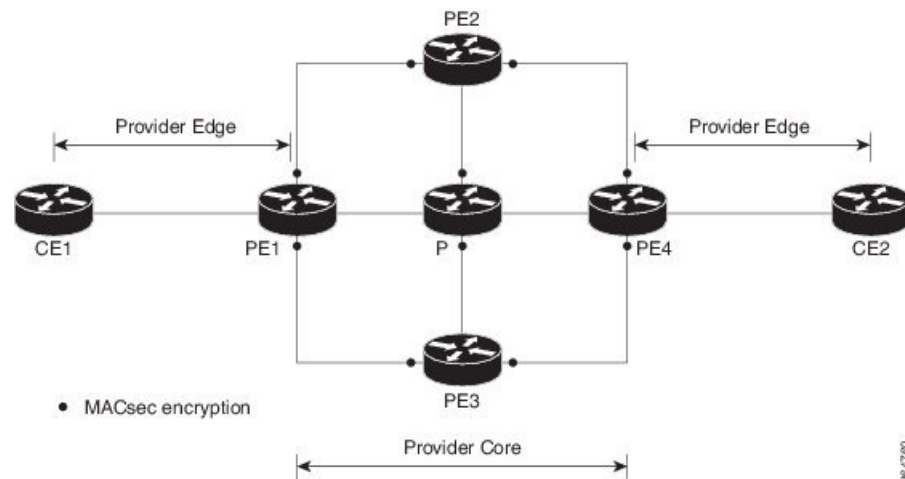 PE2
Provider Edge
Provider Edge
CE1
PE1
P
PE4
CE2
PE3
MACsec encryption
Provider Core